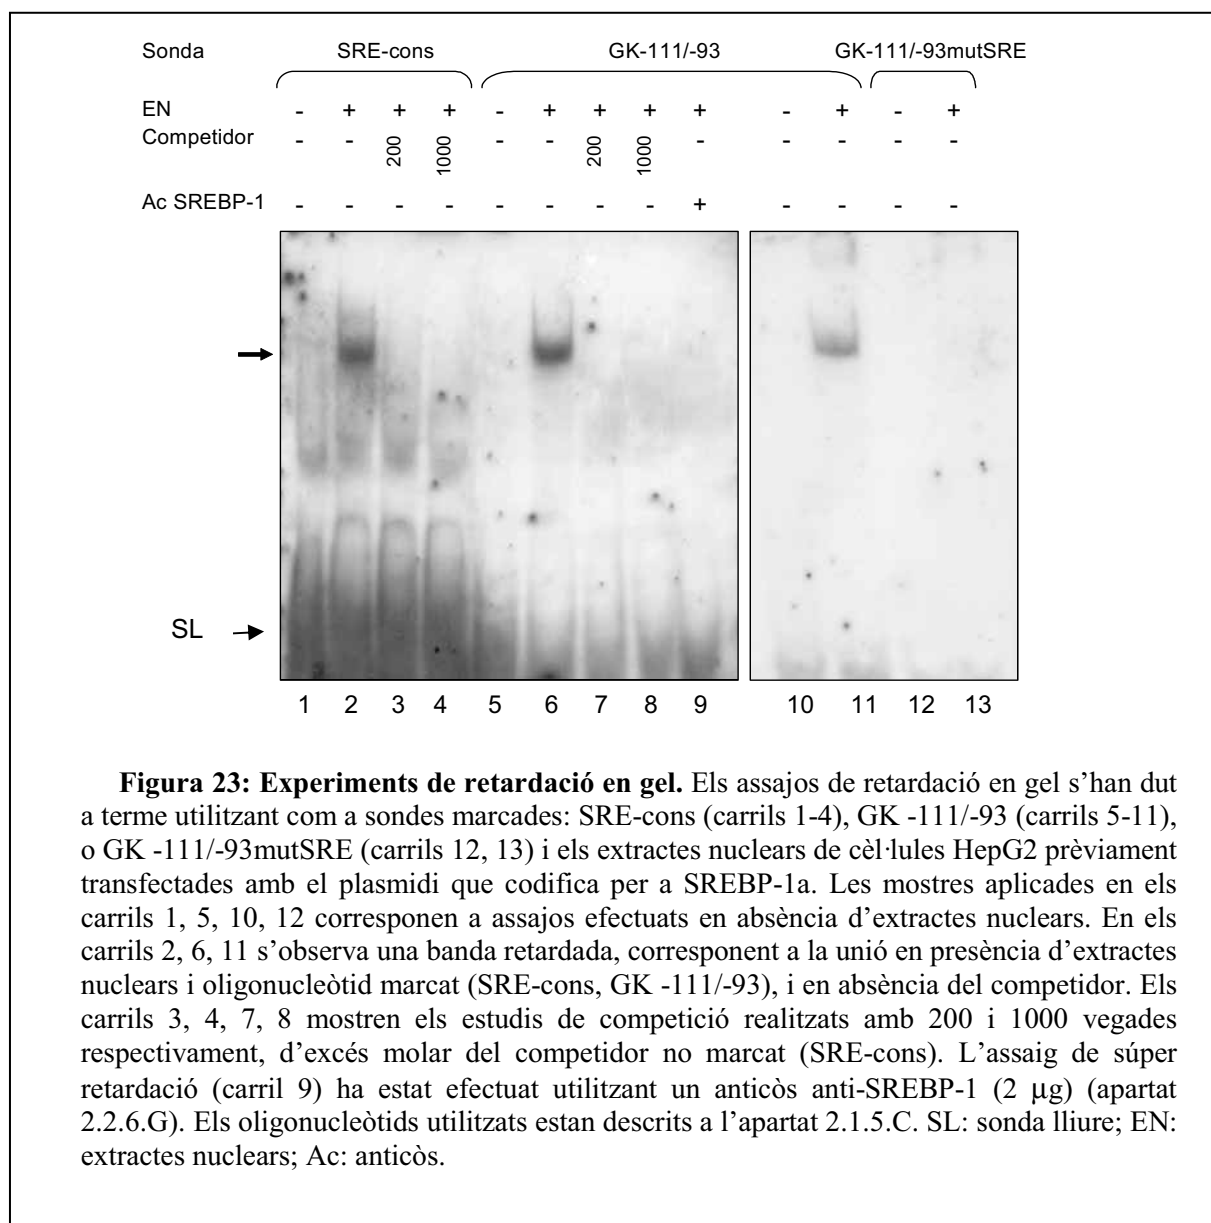 Sonda SRE-cons GK-111/-93 GK-111/-93mutSRE
EN - + + + - + + + + - + - +
Competidor - - 200 1000 - - 200 1000 - - - - -
Ac SREBP-1 - - - - - - - - + - - - -
SL
1 2 3 4 5 6 7 8 9 10 11 12 13
Figura 23: Experiments de retardació en gel. Els assajos de retardació en gel s’han dut
a terme utilitzant com a sondes marcades: SRE-cons (carrils 1-4), GK -111/-93 (carrils 5-11),
o GK -111/-93mutSRE (carrils 12, 13) i els extractes nuclears de cèl·lules HepG2 prèviament
transfectades amb el plasmidi que codifica per a SREBP-1a. Les mostres aplicades en els
carrils 1, 5, 10, 12 corresponen a assajos efectuats en absència d’extractes nuclears. En els
carrils 2, 6, 11 s’observa una banda retardada, corresponent a la unió en presència d’extractes
nuclears i oligonucleòtid marcat (SRE-cons, GK -111/-93), i en absència del competidor. Els
carrils 3, 4, 7, 8 mostren els estudis de competició realitzats amb 200 i 1000 vegades
respectivament, d’excés molar del competidor no marcat (SRE-cons). L’assaig de súper
retardació (carril 9) ha estat efectuat utilitzant un anticòs anti-SREBP-1 (2 μg) (apartat
2.2.6.G). Els oligonucleòtids utilitzats estan descrits a l’apartat 2.1.5.C. SL: sonda lliure; EN:
extractes nuclears; Ac: anticòs.